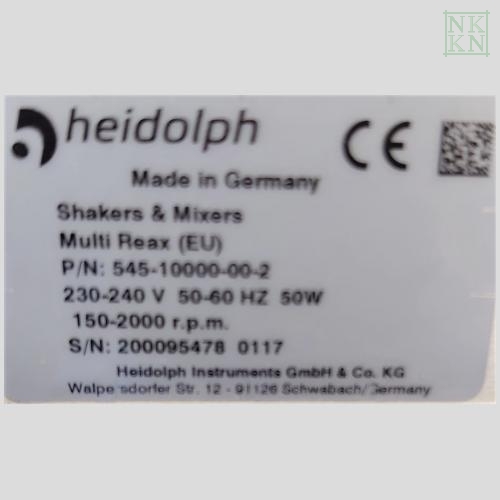 NK
KN
heidolph
CE
Made in Germany
Shakers & Mixers
Multi Reax (EU)
P/N: 545-10000-00-2
230-240 V 50-60 HZ 50W
150-2000 r.p.m.
S/N: 200095478 0117
Heidolph Instruments GmbH & Co. KG
Walpersdorfer Str. 12 - 91126 Schwabach/Germany